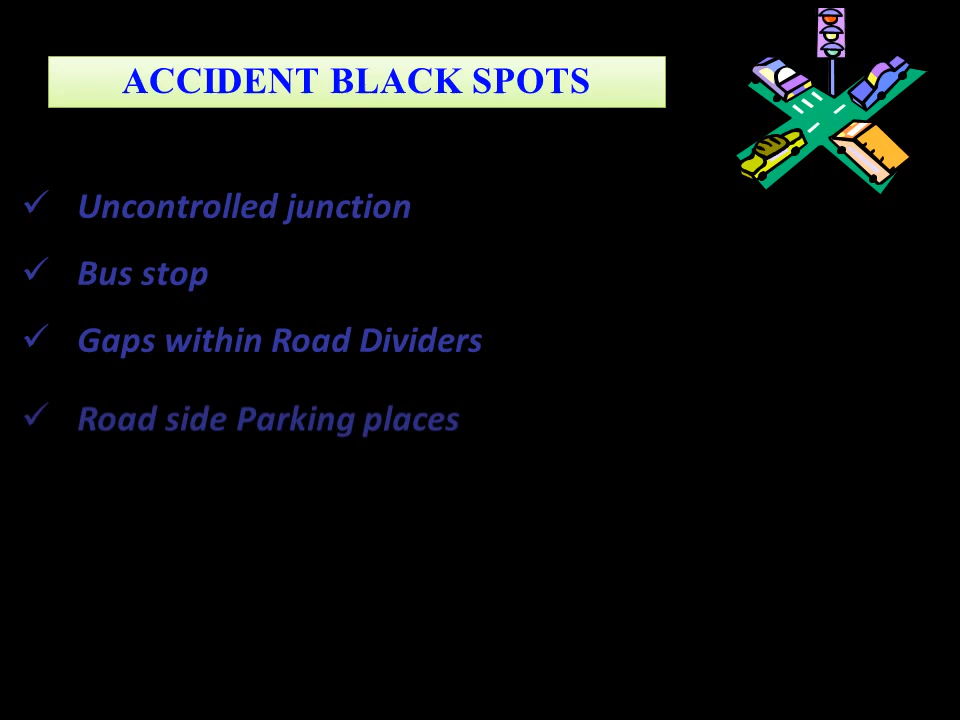 ACCIDENT BLACK SPOTS
✓ Uncontrolled junction
✓ Bus stop
✓ Gaps within Road Dividers
✓ Road side Parking places